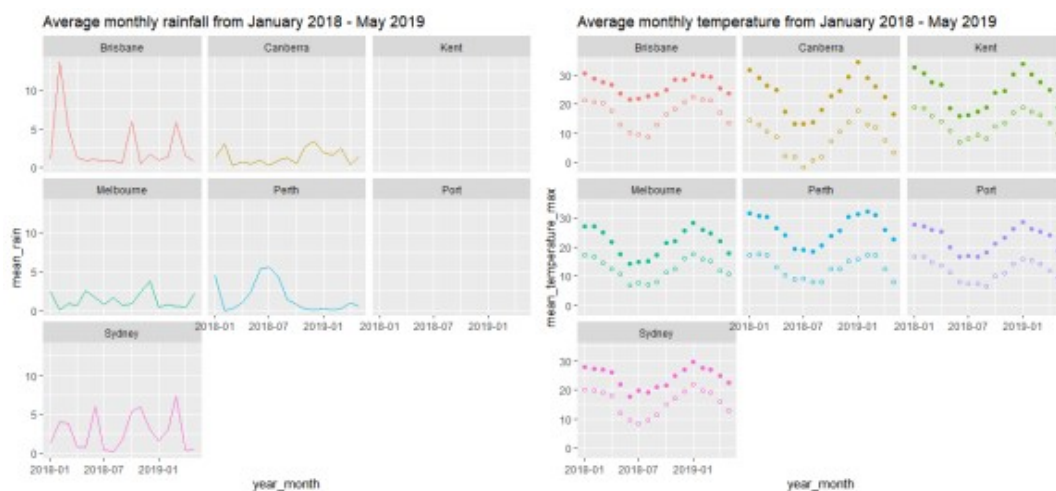 Average monthly rainfall from January 2018 - May 2019
Brisbane Canberra Kent
10
5
0
Melbourne Perth Port
mean_rain
10
5
0
2018-01 2018-07 2019-01 2018-01 2018-07 2019-01
Sydney
10
5
0
2018-01 2018-07 2019-01
year_month
Average monthly temperature from January 2018 - May 2019
Brisbane Canberra Kent
30
20
10
0
Melbourne Perth Port
mean_temperature_max
30
20
10
0
2018-01 2018-07 2019-01 2018-01 2018-07 2019-01
Sydney
30
20
10
0
2018-01 2018-07 2019-01
year_month